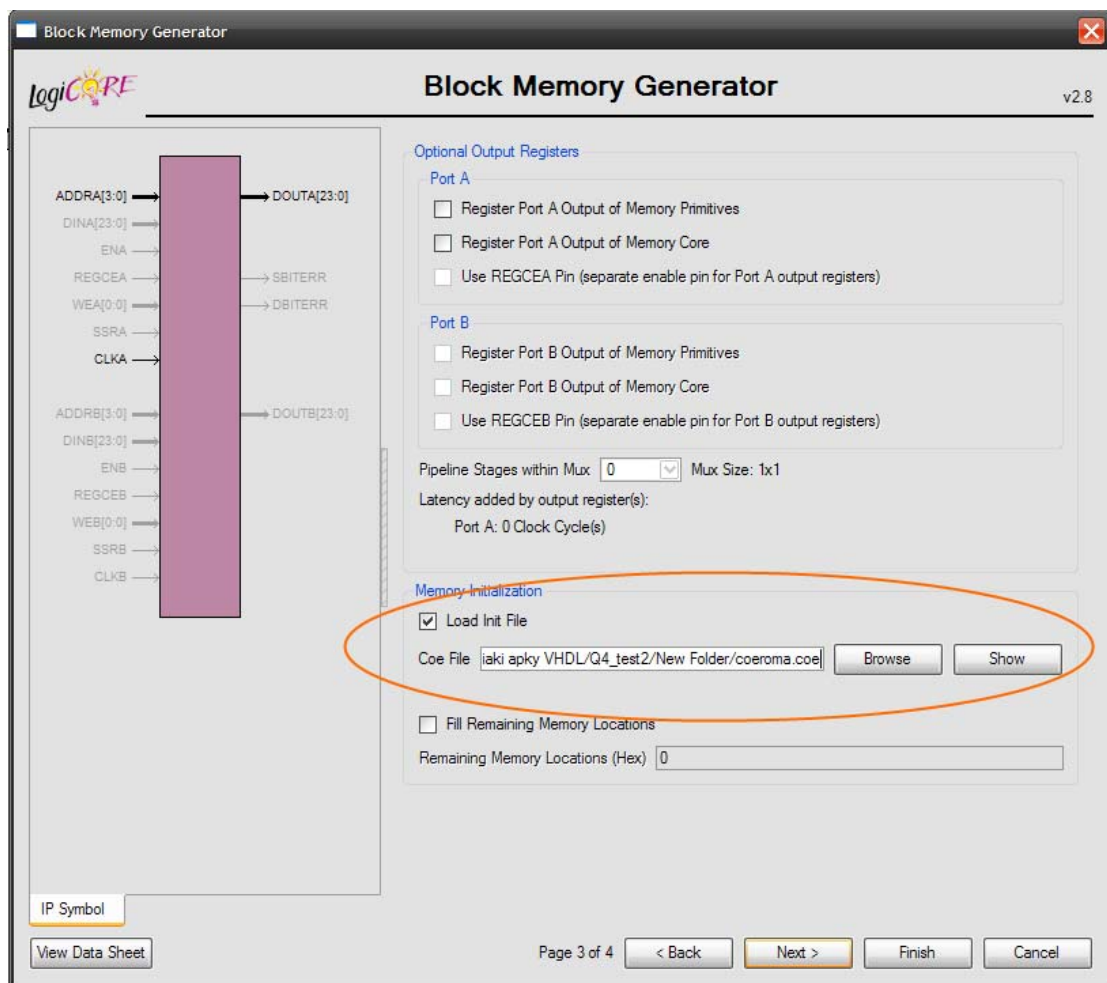 Block Memory Generator
LogiCORE
Block Memory Generator
v2.8
ADDRA[3:0]
DOUTA[23:0]
DINA[23:0]
ENA
REGCEA
SBITERR
WEA[0:0]
DBITERR
SSRA
CLKA
ADDRB[3:0]
DOUTB[23:0]
DINB[23:0]
ENB
REGCEB
WEB[0:0]
SSRB
CLKB
IP Symbol
Optional Output Registers
Port A
Register Port A Output of Memory Primitives
Register Port A Output of Memory Core
Use REGCEA Pin (separate enable pin for Port A output registers)
Port B
Register Port B Output of Memory Primitives
Register Port B Output of Memory Core
Use REGCEB Pin (separate enable pin for Port B output registers)
Pipeline Stages within Mux 0 Mux Size: 1x1
Latency added by output register(s):
Port A: 0 Clock Cycle(s)
Memory Initialization
Load Init File
Coe File iaki apky VHDL/Q4_test2/New Folder/coeroma.coe Browse Show
Fill Remaining Memory Locations
Remaining Memory Locations (Hex) 0
View Data Sheet Page 3 of 4 < Back Next > Finish Cancel